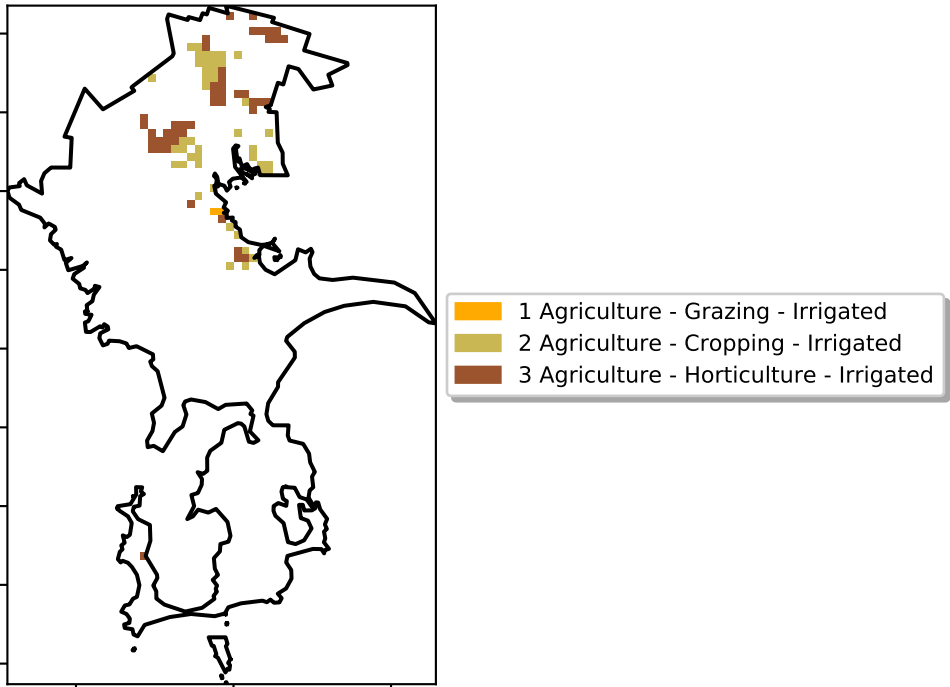 1 Agriculture - Grazing - Irrigated
2 Agriculture - Cropping - Irrigated
3 Agriculture - Horticulture - Irrigated